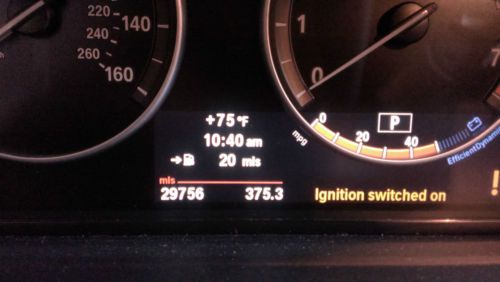 220
240
140
260
160
1
0
+75 °F
10:40 am
20 mls
mls
29756 375.3
0
20
40
mpg
P
EfficientDynamic
Ignition switched on
!